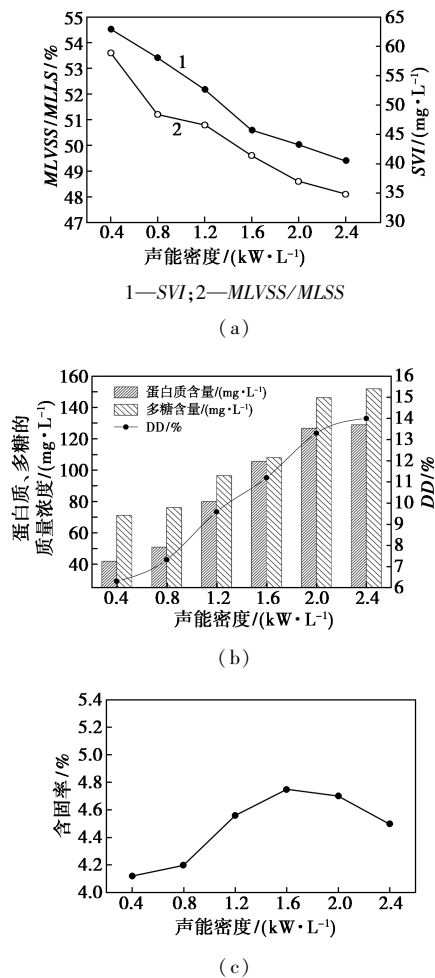 55
54
53
52
51
50
49
48
47
MLVSS/MLLS/%
65
60
55
50
45
40
35
30
SVI/(mg·L⁻¹)
1
2
0.4 0.8 1.2 1.6 2.0 2.4
声能密度/(kW·L⁻¹)
1—SVI;2—MLVSS/MLSS
(a)
160
140
120
100
80
60
40
蛋白质、多糖的
质量浓度/(mg·L⁻¹)
蛋白质含量/(mg·L⁻¹)
多糖含量/(mg·L⁻¹)
DD/%
16
15
14
13
12
11
10
9
8
7
6
DD/%
0.4 0.8 1.2 1.6 2.0 2.4
声能密度/(kW·L⁻¹)
(b)
5.4
5.2
5.0
4.8
4.6
4.4
4.2
4.0
含固率/%
0.4 0.8 1.2 1.6 2.0 2.4
声能密度/(kW·L⁻¹)
(c)